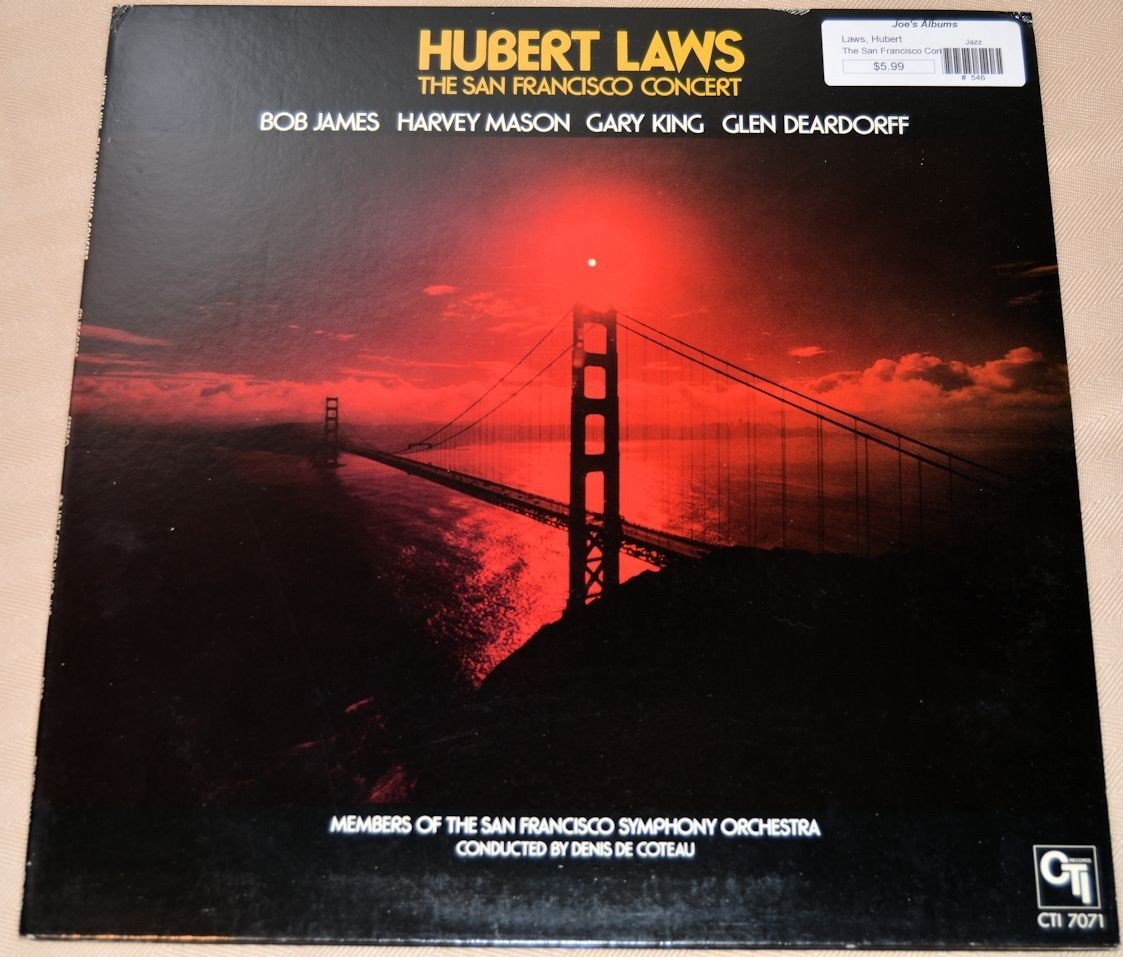 Joe's Albums
Laws, Hubert
Jazz
The San Francisco Con
$5.99
# 546
HUBERT LAWS
THE SAN FRANCISCO CONCERT
BOB JAMES HARVEY MASON GARY KING GLEN DEARDORFF
MEMBERS OF THE SAN FRANCISCO SYMPHONY ORCHESTRA
CONDUCTED BY DENIS DE COTEAU
CTI RECORDS
CTI 7071